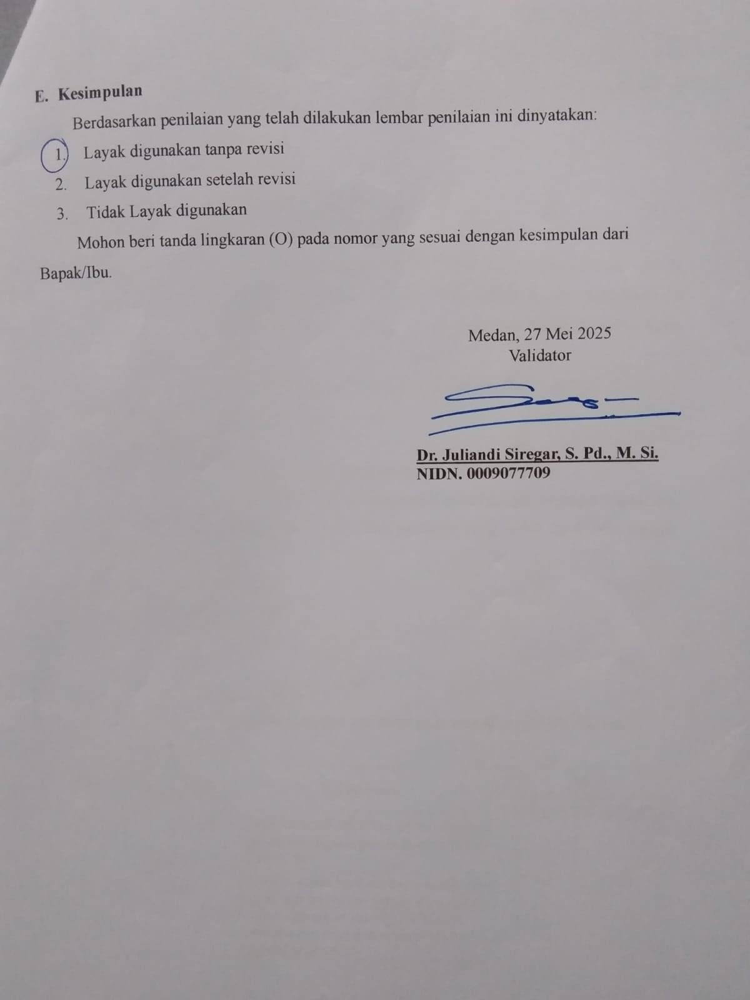 E. Kesimpulan
Berdasarkan penilaian yang telah dilakukan lembar penilaian ini dinyatakan:
1. Layak digunakan tanpa revisi
2. Layak digunakan setelah revisi
3. Tidak Layak digunakan
Mohon beri tanda lingkaran (O) pada nomor yang sesuai dengan kesimpulan dari
Bapak/Ibu.
Medan, 27 Mei 2025
Validator
Dr. Juliandi Siregar, S. Pd., M. Si.
NIDN. 0009077709